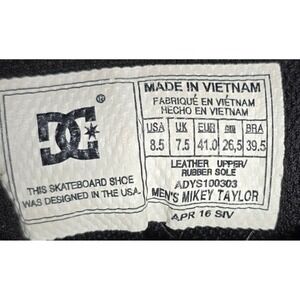 DC
®
THIS SKATEBOARD SHOE
WAS DESIGNED IN THE USA.
MADE IN VIETNAM
FABRIQUÉ EN VIÉTNAM
HECHO EN VIETNAM
USA UK EUR BRA
8.5 7.5 41.0 26,5 39.5
LEATHER UPPER/
RUBBER SOLE
ADYS100303
MEN'S MIKEY TAYLOR
APR 16 SIV